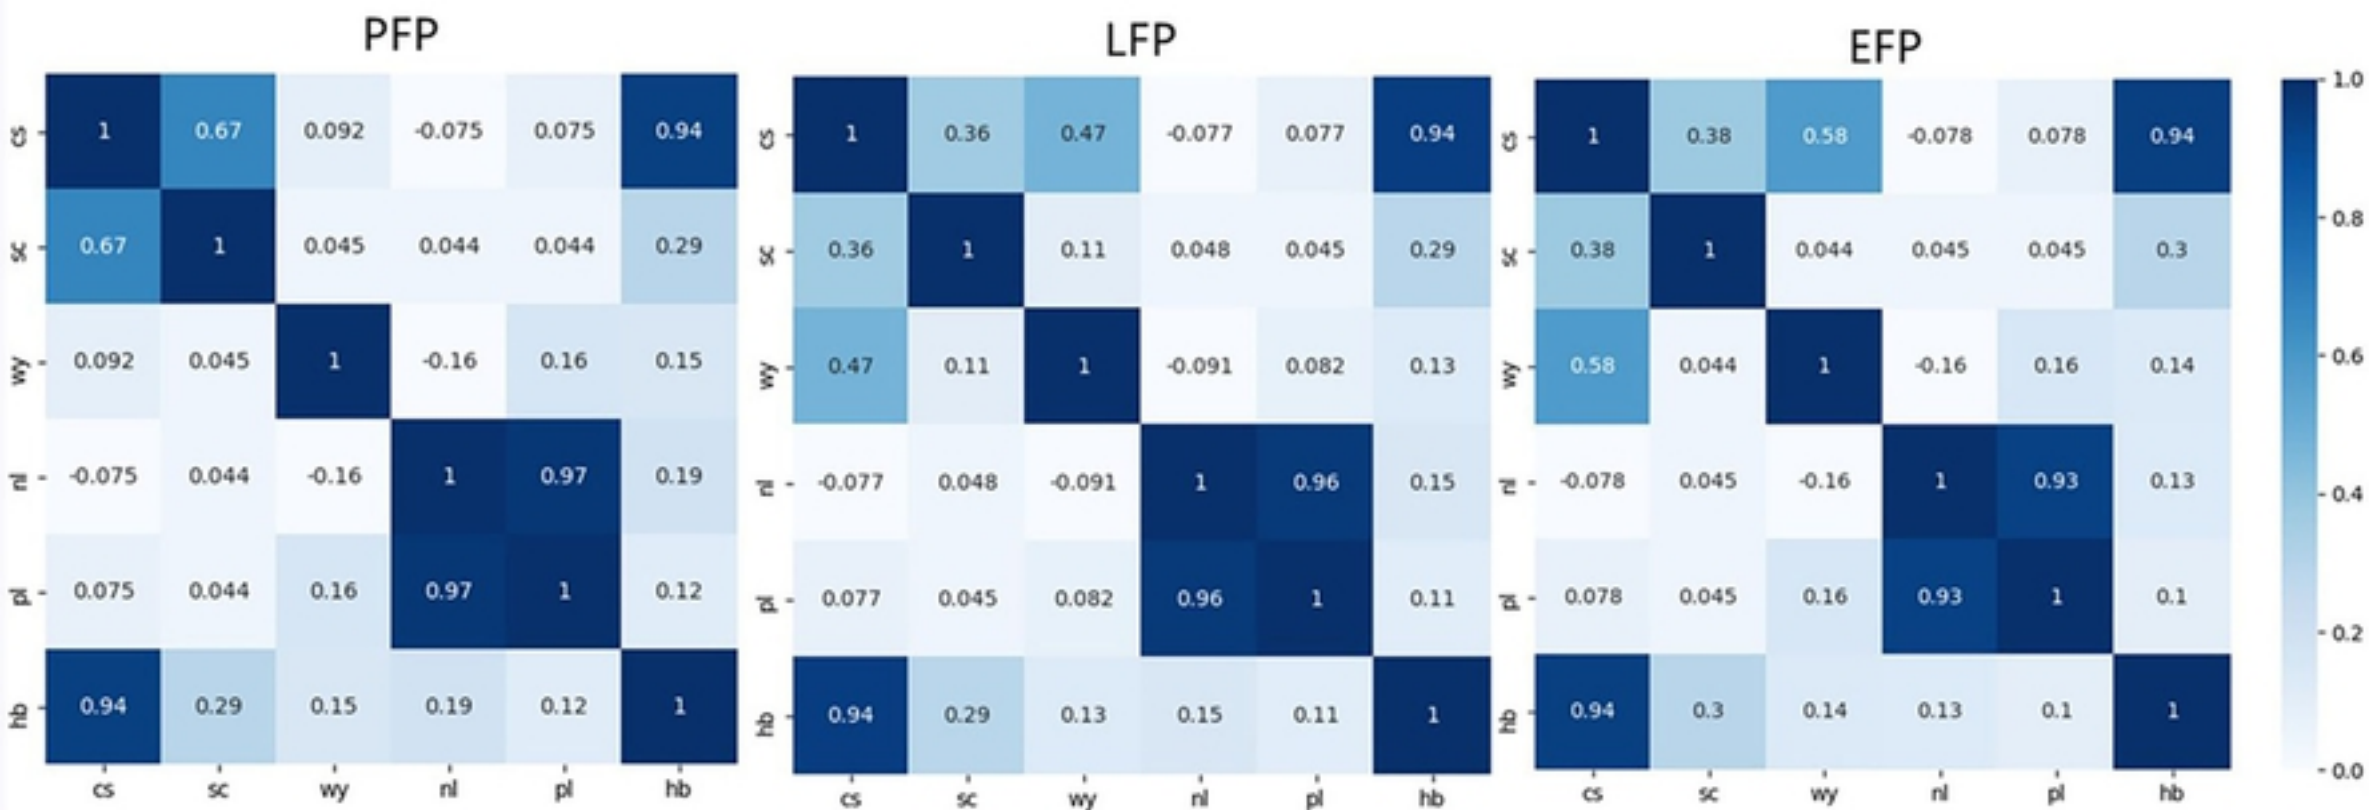 PFP LFP EFP
cs 1 0.67 0.092 -0.075 0.075 0.94
sc 0.67 1 0.045 0.044 0.044 0.29
wy 0.092 0.045 1 -0.16 0.16 0.15
nl -0.075 0.044 -0.16 1 0.97 0.19
pl 0.075 0.044 0.16 0.97 1 0.12
hb 0.94 0.29 0.15 0.19 0.12 1
cs sc wy nl pl hb
cs 1 0.36 0.47 -0.077 0.077 0.94
sc 0.36 1 0.11 0.048 0.045 0.29
wy 0.47 0.11 1 -0.091 0.082 0.13
nl -0.077 0.048 -0.091 1 0.96 0.15
pl 0.077 0.045 0.082 0.96 1 0.11
hb 0.94 0.29 0.13 0.15 0.11 1
cs sc wy nl pl hb
cs 1 0.38 0.58 -0.078 0.078 0.94
sc 0.38 1 0.044 0.045 0.045 0.3
wy 0.58 0.044 1 -0.16 0.16 0.14
nl -0.078 0.045 -0.16 1 0.93 0.13
pl 0.078 0.045 0.16 0.93 1 0.1
hb 0.94 0.3 0.14 0.13 0.1 1
cs sc wy nl pl hb
1.0
0.8
0.6
0.4
0.2
0.0